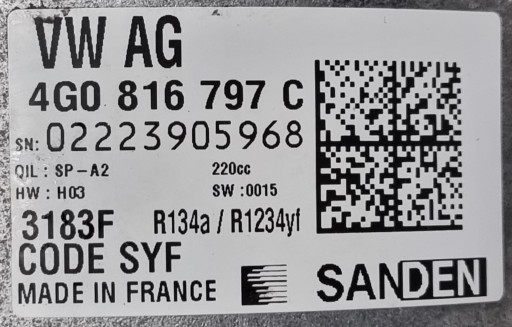 VW AG
4G0 816 797 C
SN: 02223905968
OIL : SP-A2 220cc
HW : H03 SW :0015
3183F R134a / R1234yf
CODE SYF
MADE IN FRANCE SANDEN